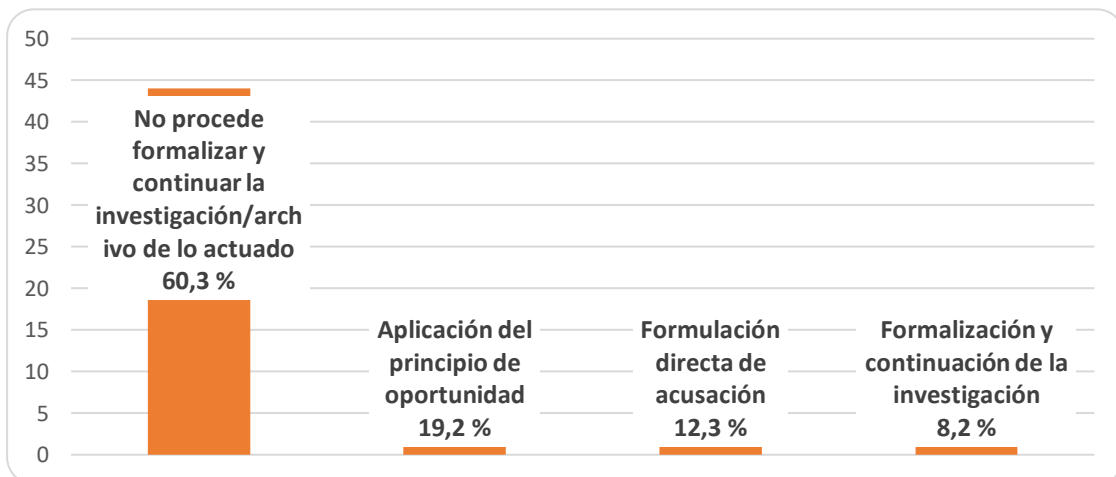 50
45
40
35
30
25
20
15
10
5
0
No procede
formalizar y
continuar la
investigación/arch
ivo de lo actuado
60,3 %
Aplicación del
principio de
oportunidad
19,2 %
Formulación
directa de
acusación
12,3 %
Formalización y
continuación de la
investigación
8,2 %